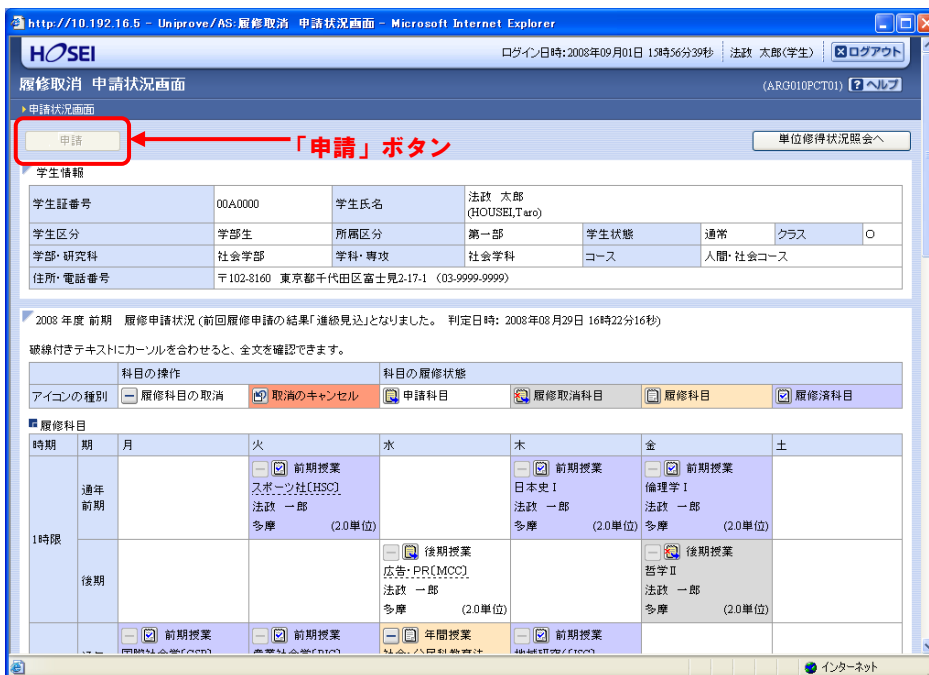 http://10.192.16.5 - Uniprove/AS:履修取消 申請状況画面 - Microsoft Internet Explorer
HOSEI ログイン日時:2008年09月01日 15時56分39秒 法政 太郎(学生) ログアウト
履修取消 申請状況画面 (ARG010PCT01) ? ヘルプ
申請状況画面
申請 「申請」ボタン 単位修得状況照会へ
学生情報
学生証番号 00A0000 学生氏名 法政 太郎
(HOUSEI,Taro)
学生区分 学部生 所属区分 第一部 学生状態 通常 クラス O
学部・研究科 社会学部 学科・専攻 社会学科 コース 人間・社会コース
住所・電話番号 〒102-8160 東京都千代田区富士見2-17-1 (03-9999-9999)
2008 年度 前期 履修申請状況 (前回履修申請の結果「進級見込」となりました。 判定日時: 2008年08月29日 16時22分16秒)
破線付きテキストにカーソルを合わせると、全文を確認できます。
科目の操作 科目の履修状態
アイコンの種別 履修科目の取消 取消のキャンセル 申請科目 履修取消科目 履修科目 履修済科目
履修科目
時期 期 月 火 水 木 金 土
1時限
通年
前期
前期授業
スポーツ社[HSC]
法政 一郎
多摩 (2.0単位)
前期授業
日本史Ⅰ
法政 一郎
多摩 (2.0単位)
前期授業
倫理学Ⅰ
法政 一郎
多摩 (2.0単位)
後期
後期授業
広告・PR[MCC]
法政 一郎
多摩 (2.0単位)
後期授業
哲学Ⅱ
法政 一郎
多摩 (2.0単位)
前期授業 前期授業 年間授業 前期授業
インターネット